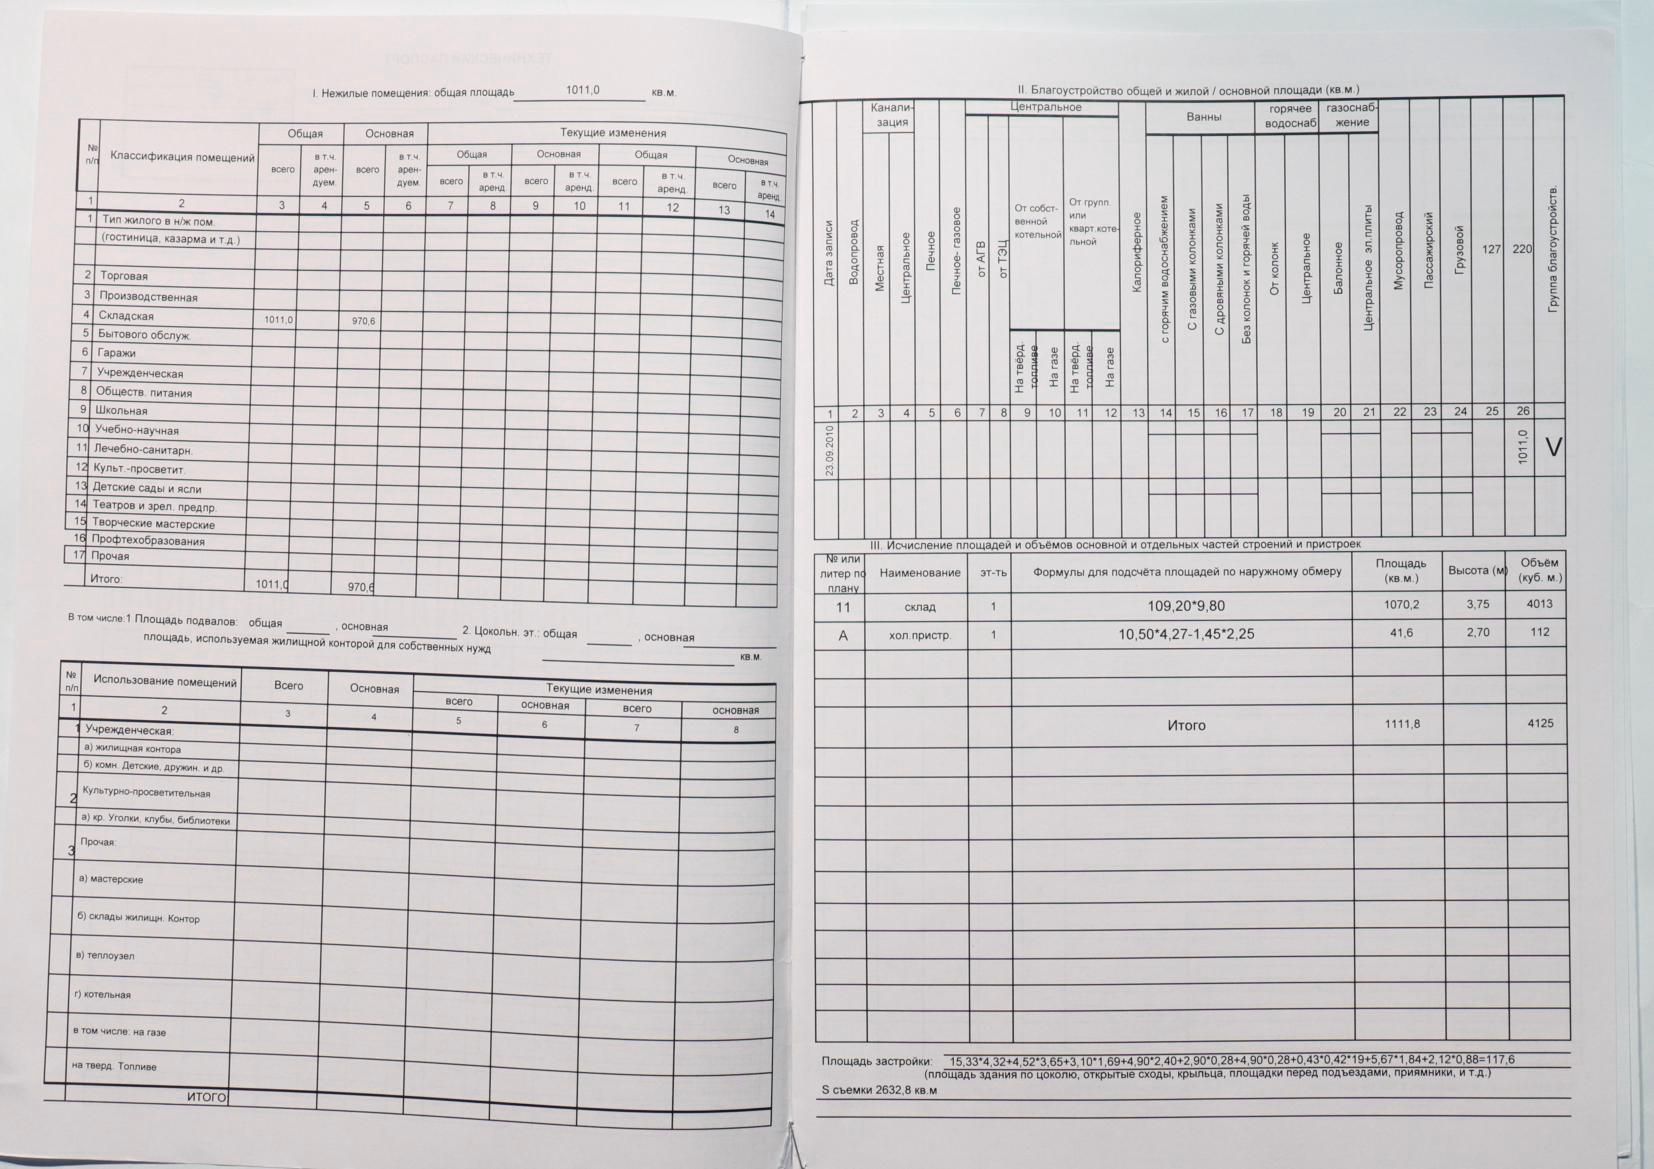 I. Нежилые помещения: общая площадь 1011,0 кв.м.
№ п/п Классификация помещений Общая Основная Текущие изменения
Общая Основная Общая Основная
всего в т.ч. арен- дуем. всего в т.ч. арен- дуем. всего в т.ч. аренд. всего в т.ч. аренд. всего в т.ч. аренд. всего в т.ч. аренд.
1 2 3 4 5 6 7 8 9 10 11 12 13 14
1 Тип жилого в н/ж пом.
(гостиница, казарма и т.д.)
2 Торговая
3 Производственная
4 Складская 1011,0 970,6
5 Бытового обслуж.
6 Гаражи
7 Учрежденческая
8 Обществ. питания
9 Школьная
10 Учебно-научная
11 Лечебно-санитарн.
12 Культ.-просветит.
13 Детские сады и ясли
14 Театров и зрел. предпр.
15 Творческие мастерские
16 Профтехобразования
17 Прочая
Итого: 1011,0 970,6
В том числе:1 Площадь подвалов: общая , основная 2. Цокольн. эт.: общая , основная
площадь, используемая жилищной конторой для собственных нужд кв.м.
№ п/п Использование помещений Всего Основная Текущие изменения
всего основная всего основная
1 2 3 4 5 6 7 8
1 Учрежденческая:
а) жилищная контора
б) комн. Детские, дружин. и др.
2 Культурно-просветительная
а) кр. Уголки, клубы, библиотеки
3 Прочая:
а) мастерские
б) склады жилищн. Контор
в) теплоузел
г) котельная
в том числе: на газе
на тверд. Топливе
ИТОГО
II. Благоустройство общей и жилой / основной площади (кв.м.)
Канали- зация Центральное Ванны горячее водоснаб газоснаб- жение
Дата записи Водопровод Местная Центральное Печное Печное- газовое от АГВ от ТЭЦ От собст- венной котельной От групп. или кварт.коте- льной Калориферное с горячим водоснабжением С газовыми колонками С дровяными колонками Без колонок и горячей воды От колонк Центральное Балонное Центральное эл.плиты Мусоропровод Пассажирский Грузовой 127 220 Группа благоустройств.
На твёрд. топливе На газе На твёрд. топливе На газе
1 2 3 4 5 6 7 8 9 10 11 12 13 14 15 16 17 18 19 20 21 22 23 24 25 26
23.09.2010 1011,0 V
III. Исчисление площадей и объёмов основной и отдельных частей строений и пристроек
№ или литер по плану Наименование эт-ть Формулы для подсчёта площадей по наружному обмеру Площадь (кв.м.) Высота (м) Объём (куб. м.)
11 склад 1 109,20*9,80 1070,2 3,75 4013
А хол.пристр. 1 10,50*4,27-1,45*2,25 41,6 2,70 112
Итого 1111,8 4125
Площадь застройки: 15,33*4,32+4,52*3,65+3,10*1,69+4,90*2,40+2,90*0,28+4,90*0,28+0,43*0,42*19+5,67*1,84+2,12*0,88=117,6
(площадь здания по цоколю, открытые сходы, крыльца, площадки перед подъездами, приямники, и т.д.)
S съемки 2632,8 кв.м